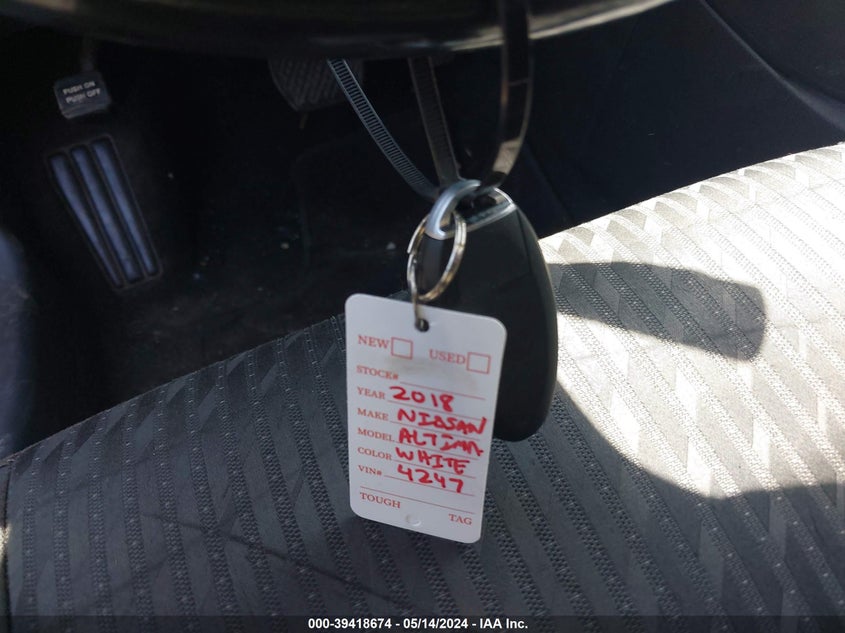 PUSH ON
PUSH OFF
NEW USED
STOCK#
YEAR 2018
MAKE NISSAN
MODEL ALTIMA
COLOR WHITE
VIN# 4247
TOUGH TAG
000-39418674 - 05/14/2024 - IAA Inc.